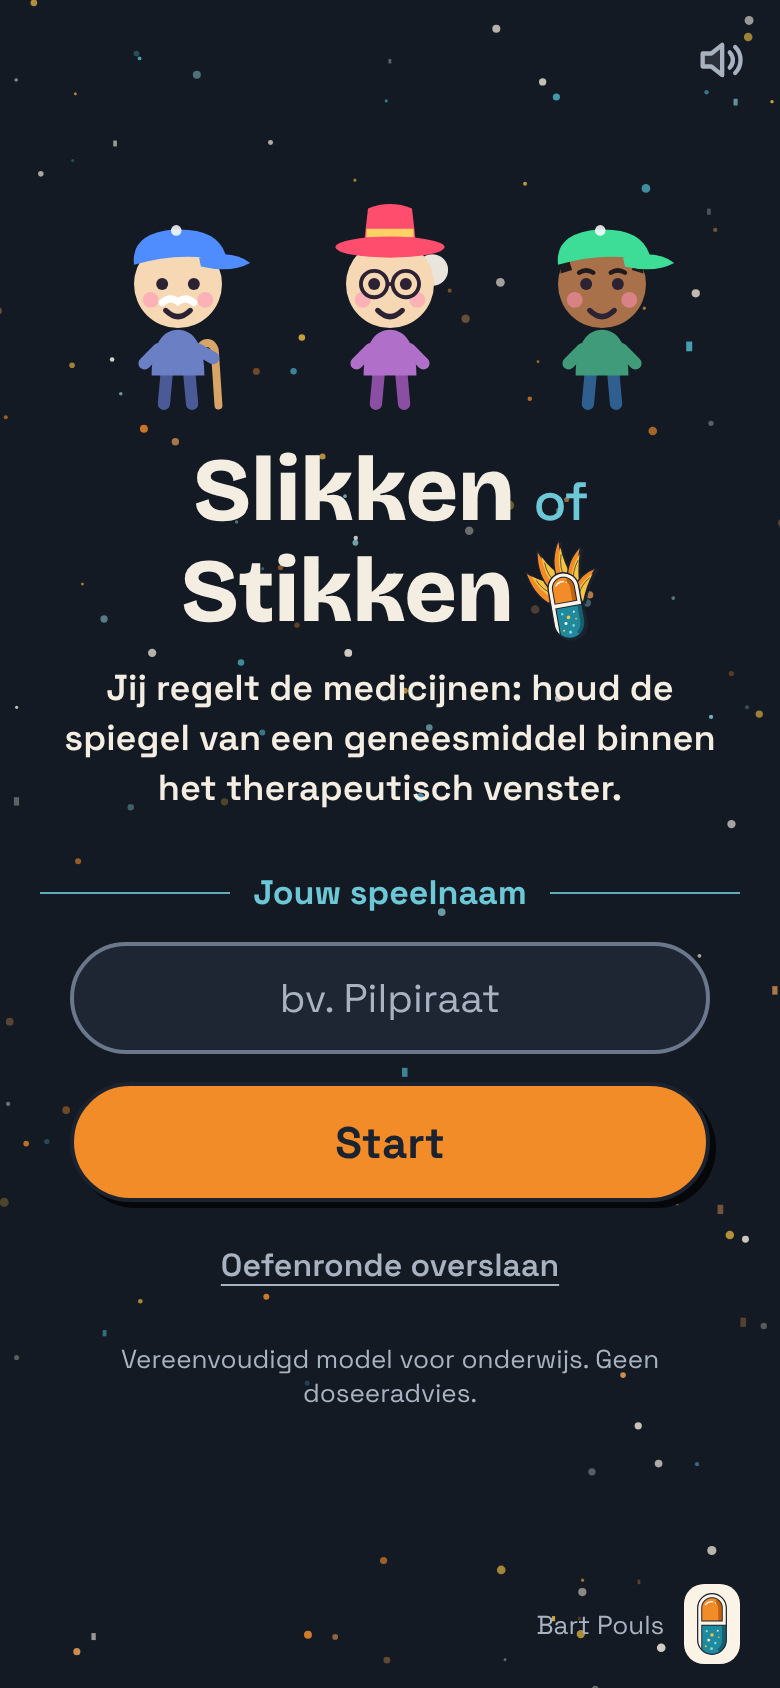 Slikken of
Stikken
Jij regelt de medicijnen: houd de
spiegel van een geneesmiddel binnen
het therapeutisch venster.
Jouw speelnaam
bv. Pilpiraat
Start
Oefenronde overslaan
Vereenvoudigd model voor onderwijs. Geen
doseeradvies.
Bart Pouls